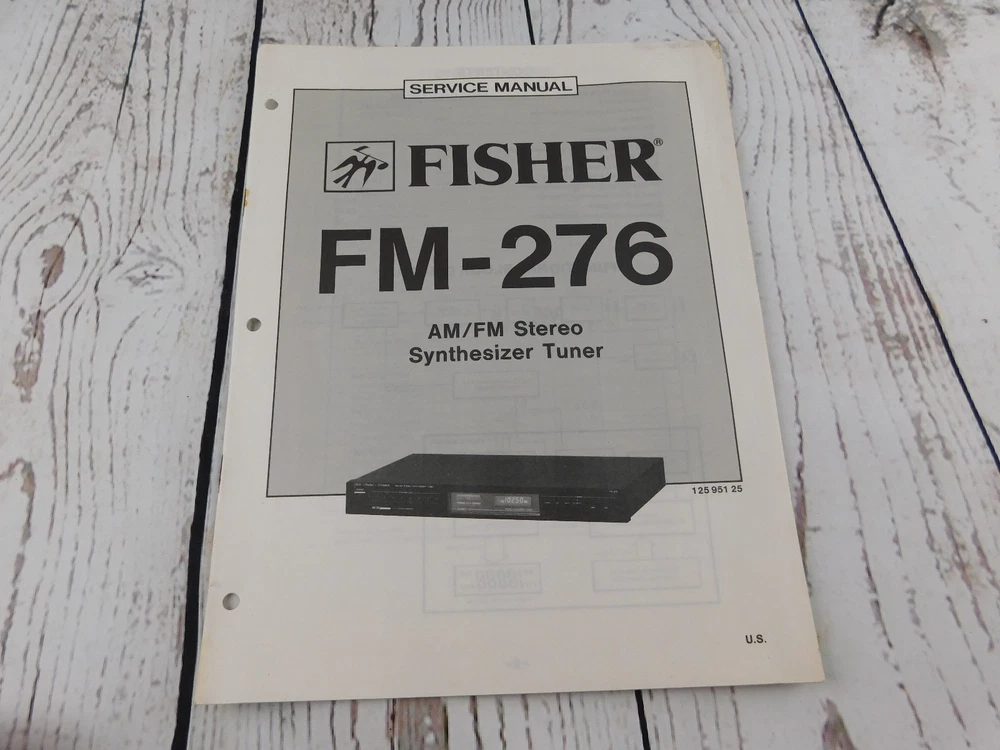 SERVICE MANUAL
FISHER®
FM-276
AM/FM Stereo
Synthesizer Tuner
125 951 25
U.S.